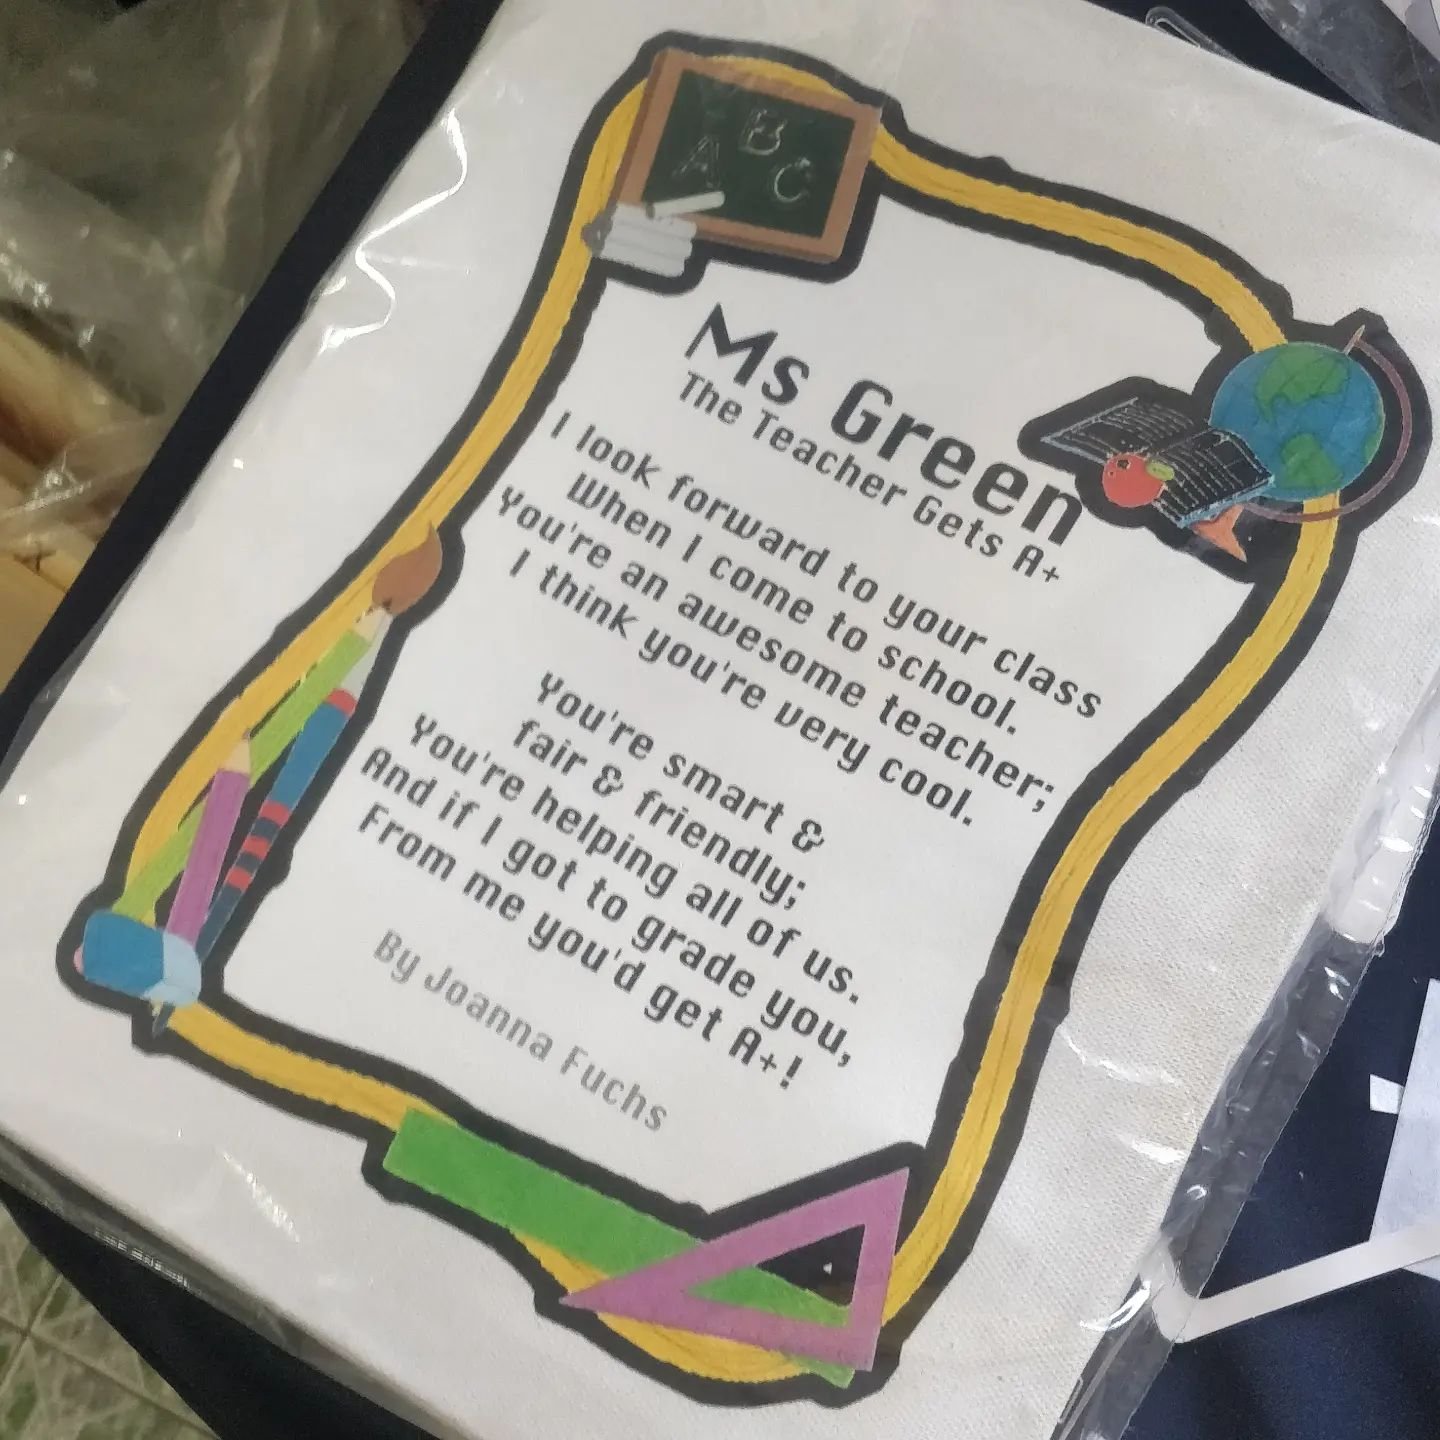 A B C
Ms Green
The Teacher Gets A+
I look forward to your class
When I come to school.
You're an awesome teacher;
I think you're very cool.
You're smart &
fair & friendly;
You're helping all of us.
And if I got to grade you,
From me you'd get A+!
By Joanna Fuchs